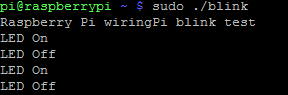 pi@raspberrypi ~ $ sudo ./blink
Raspberry Pi wiringPi blink test
LED On
LED Off
LED On
LED Off